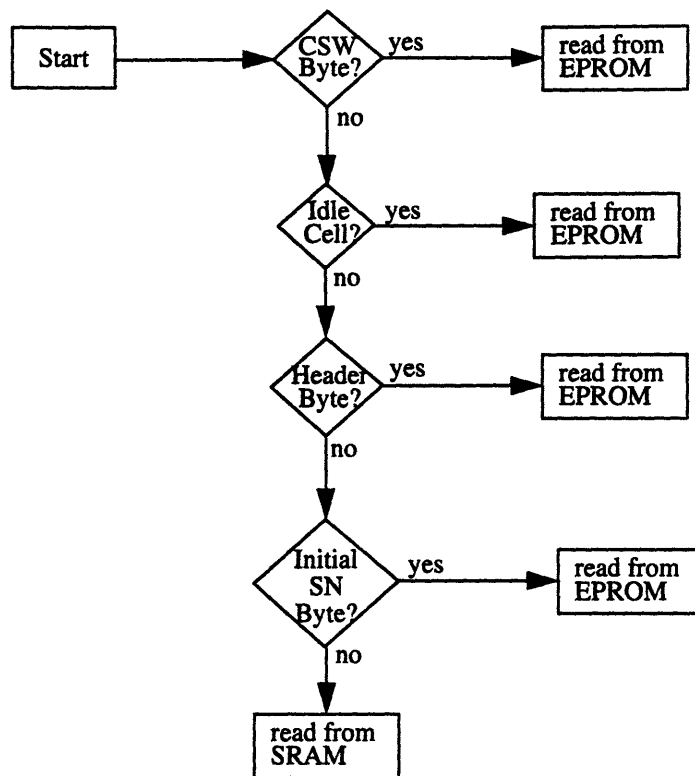 Start
CSW
Byte?
yes
read from
EPROM
no
Idle
Cell?
yes
read from
EPROM
no
Header
Byte?
yes
read from
EPROM
no
Initial
SN
Byte?
yes
read from
EPROM
no
read from
SRAM